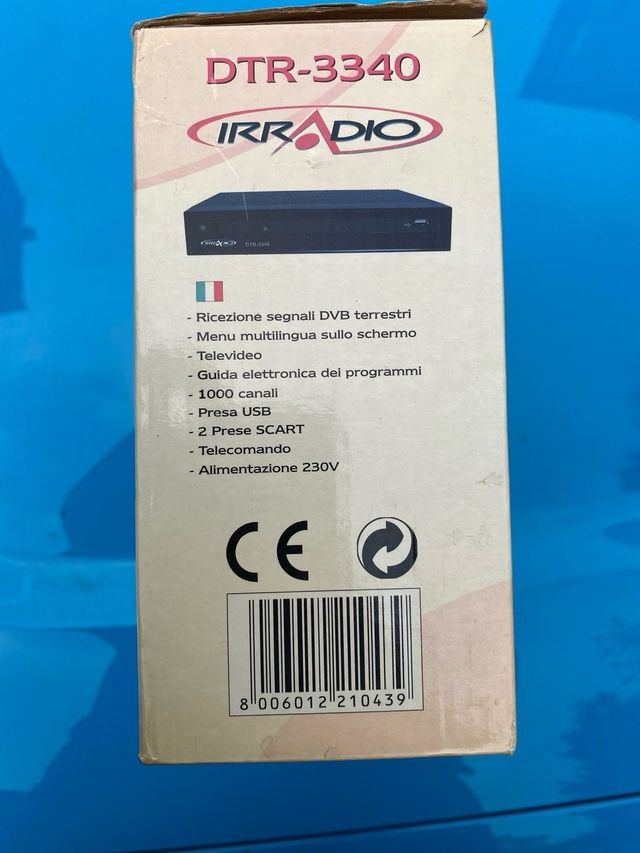 DTR-3340
IRRADIO
IRRADIO DTR-3340
- Ricezione segnali DVB terrestri
- Menu multilingua sullo schermo
- Televideo
- Guida elettronica dei programmi
- 1000 canali
- Presa USB
- 2 Prese SCART
- Telecomando
- Alimentazione 230V
CE
8 006012 210439